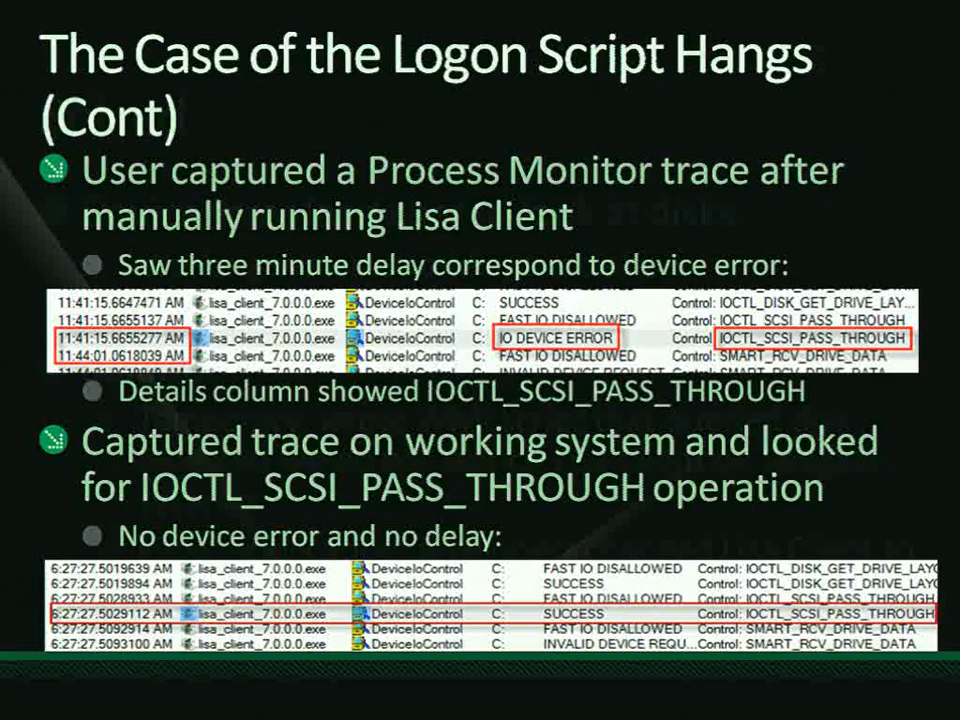 The Case of the Logon Script Hangs
(Cont)
User captured a Process Monitor trace after
manually running Lisa Client
Saw three minute delay correspond to device error:
11:41:15.6647471 AM lisa_client_7.0.0.0.exe DeviceIoControl C: SUCCESS Control: IOCTL_DISK_GET_DRIVE_LAY...
11:41:15.6655137 AM lisa_client_7.0.0.0.exe DeviceIoControl C: FAST IO DISALLOWED Control: IOCTL_SCSI_PASS_THROUGH
11:41:15.6655277 AM lisa_client_7.0.0.0.exe DeviceIoControl C: IO DEVICE ERROR Control: IOCTL_SCSI_PASS_THROUGH
11:44:01.0618039 AM lisa_client_7.0.0.0.exe DeviceIoControl C: FAST IO DISALLOWED Control: SMART_RCV_DRIVE_DATA
Details column showed IOCTL_SCSI_PASS_THROUGH
Captured trace on working system and looked
for IOCTL_SCSI_PASS_THROUGH operation
No device error and no delay:
6:27:27.5019639 AM lisa_client_7.0.0.0.exe DeviceIoControl C: FAST IO DISALLOWED Control: IOCTL_DISK_GET_DRIVE_LAYO
6:27:27.5019894 AM lisa_client_7.0.0.0.exe DeviceIoControl C: SUCCESS Control: IOCTL_DISK_GET_DRIVE_LAYO
6:27:27.5028933 AM lisa_client_7.0.0.0.exe DeviceIoControl C: FAST IO DISALLOWED Control: IOCTL_SCSI_PASS_THROUGH
6:27:27.5029112 AM lisa_client_7.0.0.0.exe DeviceIoControl C: SUCCESS Control: IOCTL_SCSI_PASS_THROUGH
6:27:27.5092914 AM lisa_client_7.0.0.0.exe DeviceIoControl C: FAST IO DISALLOWED Control: SMART_RCV_DRIVE_DATA
6:27:27.5093100 AM lisa_client_7.0.0.0.exe DeviceIoControl C: INVALID DEVICE REQU... Control: SMART_RCV_DRIVE_DATA